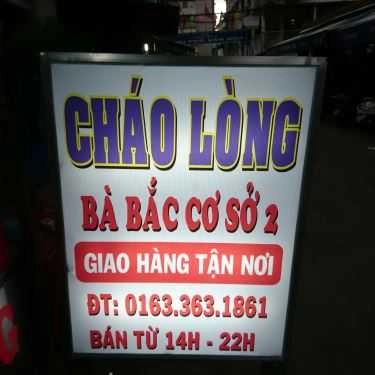 CHÁO LÒNG
BÀ BẮC CƠ SỞ 2
GIAO HÀNG TẬN NƠI
ĐT: 0163.363.1861
BÁN TỪ 14H - 22H